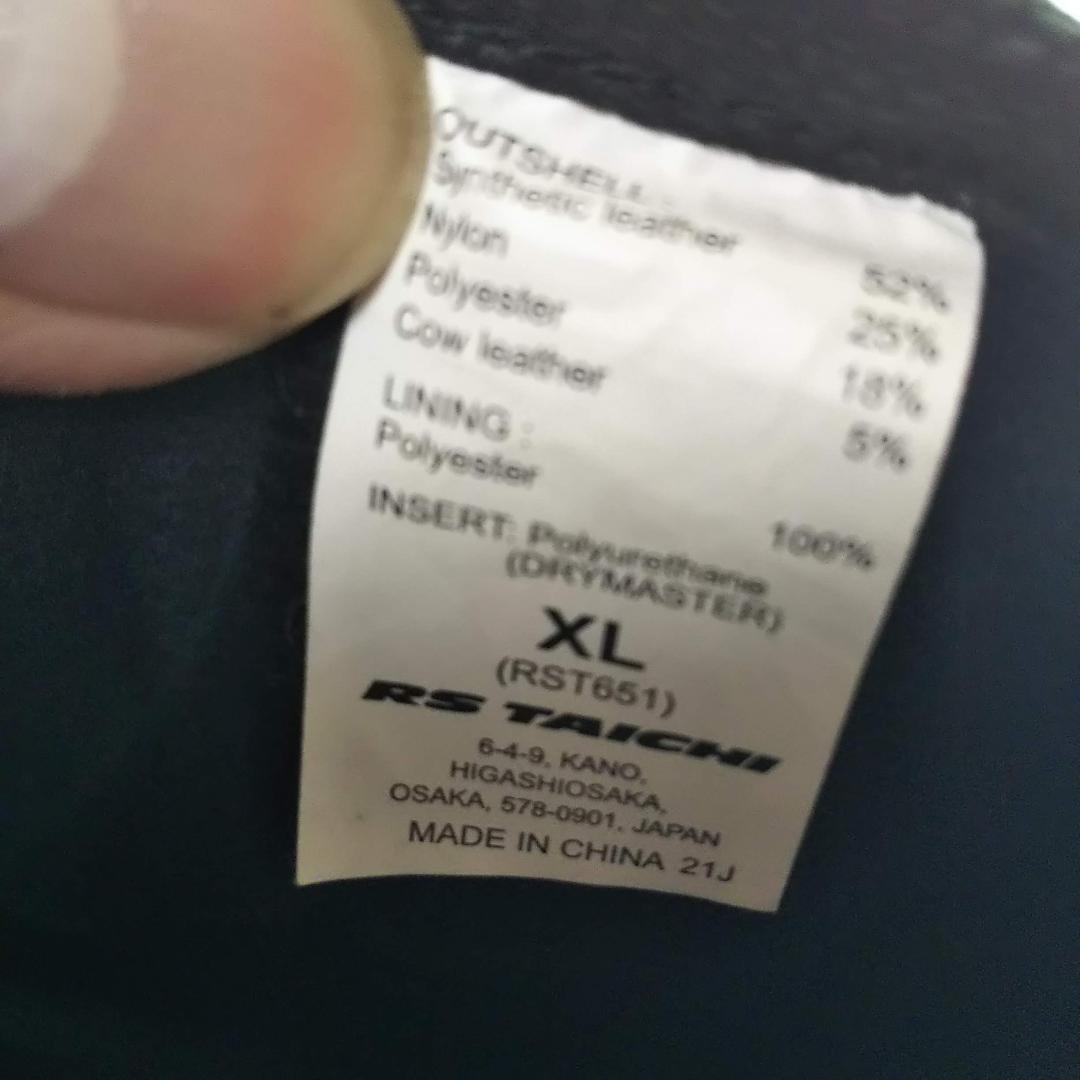 OUTSHELL :
Synthetic leather 52%
Nylon 25%
Polyester 18%
Cow leather 5%
LINING :
Polyester 100%
INSERT: Polyurethane
(DRYMASTER)
XL
(RST651)
RS TAICHI
6-4-9, KANO,
HIGASHIOSAKA,
OSAKA, 578-0901, JAPAN
MADE IN CHINA 21J